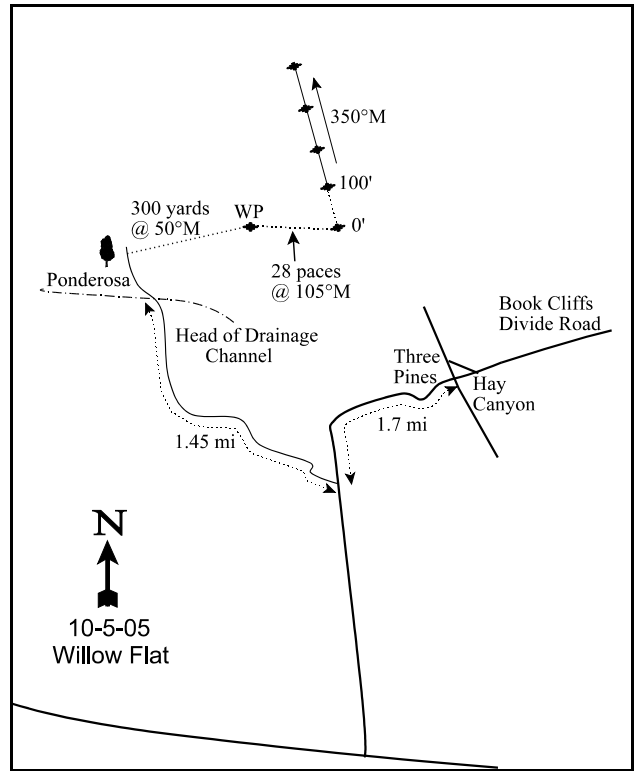 350°M
100'
300 yards
@ 50°M
WP
0'
28 paces
@ 105°M
Ponderosa
Head of Drainage
Channel
Book Cliffs
Divide Road
Three
Pines
Hay
Canyon
1.7 mi
1.45 mi
N
10-5-05
Willow Flat